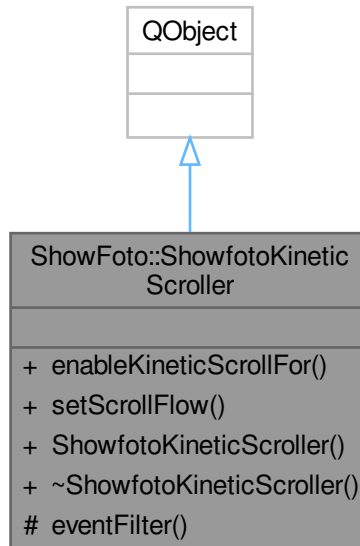 QObject
ShowFoto::ShowfotoKinetic
Scroller
+ enableKineticScrollFor()
+ setScrollFlow()
+ ShowfotoKineticScroller()
+ ~ShowfotoKineticScroller()
# eventFilter()